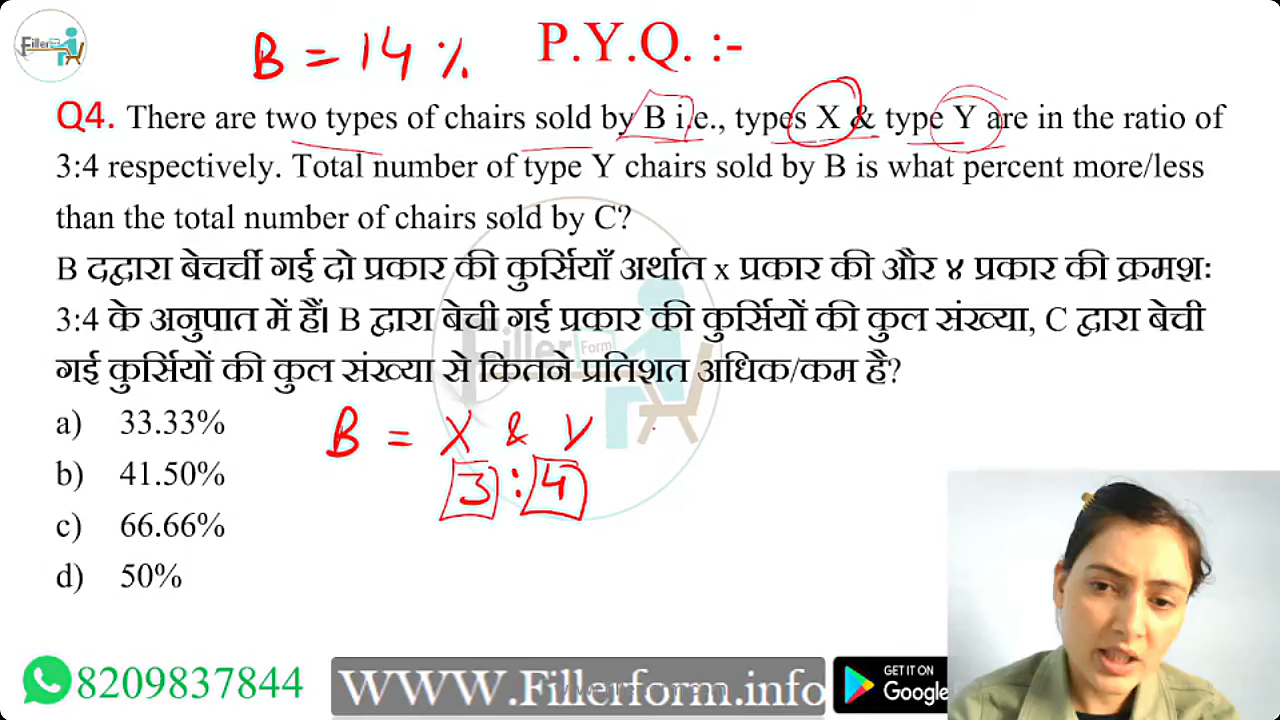 Filler Form
B = 14 %
P.Y.Q. :-
Q4. There are two types of chairs sold by B i.e., types X & type Y are in the ratio of
3:4 respectively. Total number of type Y chairs sold by B is what percent more/less
than the total number of chairs sold by C?
B दद्वारा बेचर्ची गई दो प्रकार की कुर्सियाँ अर्थात x प्रकार की और ४ प्रकार की क्रमशः
3:4 के अनुपात में हैं। B द्वारा बेची गई प्रकार की कुर्सियों की कुल संख्या, C द्वारा बेची
गई कुर्सियों की कुल संख्या से कितने प्रतिशत अधिक/कम है?
Filler Form
a) 33.33%
b) 41.50%
c) 66.66%
d) 50%
B = X & Y
3 : 4
8209837844
WWW.Fillerform.info
GET IT ON
Google